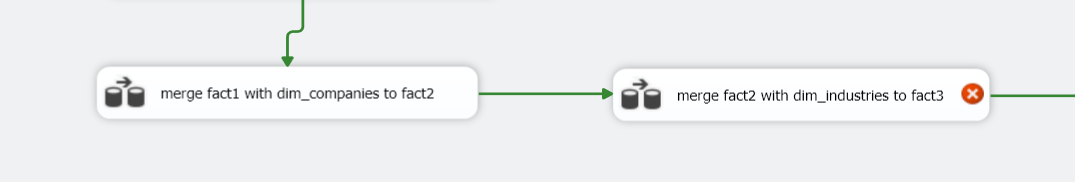 merge fact1 with dim_companies to fact2
merge fact2 with dim_industries to fact3